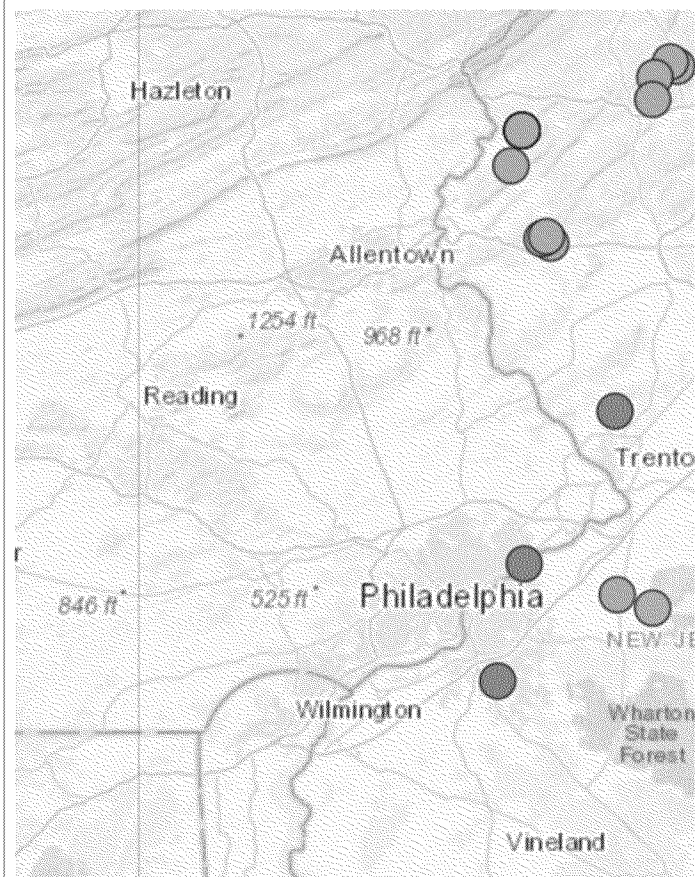 Hazleton
Allentown
1254 ft
968 ft
Reading
Trento
r
Philadelphia
846 ft
525 ft
NEW JE
Wilmington
Wharton
State
Forest
Vineland